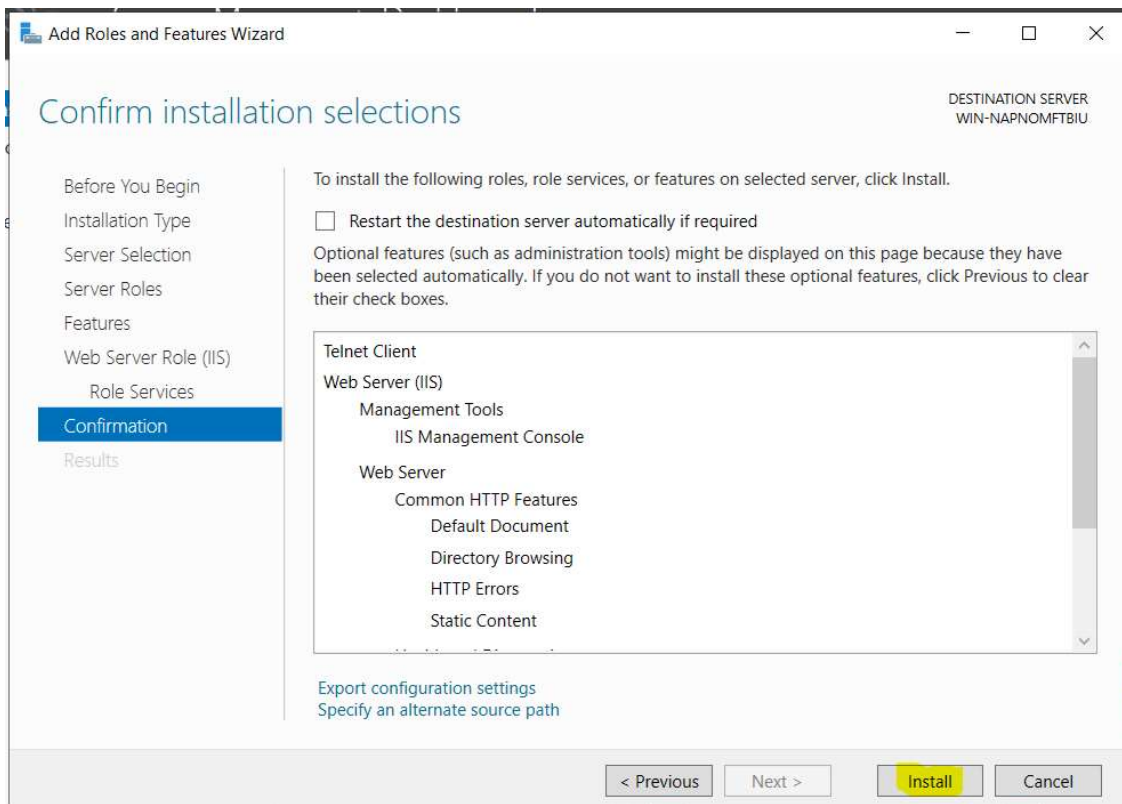 Add Roles and Features Wizard
Confirm installation selections
DESTINATION SERVER
WIN-NAPNOMFTBIU
Before You Begin
Installation Type
Server Selection
Server Roles
Features
Web Server Role (IIS)
Role Services
Confirmation
Results
To install the following roles, role services, or features on selected server, click Install.
Restart the destination server automatically if required
Optional features (such as administration tools) might be displayed on this page because they have
been selected automatically. If you do not want to install these optional features, click Previous to clear
their check boxes.
Telnet Client
Web Server (IIS)
Management Tools
IIS Management Console
Web Server
Common HTTP Features
Default Document
Directory Browsing
HTTP Errors
Static Content
Export configuration settings
Specify an alternate source path
< Previous
Next >
Install
Cancel